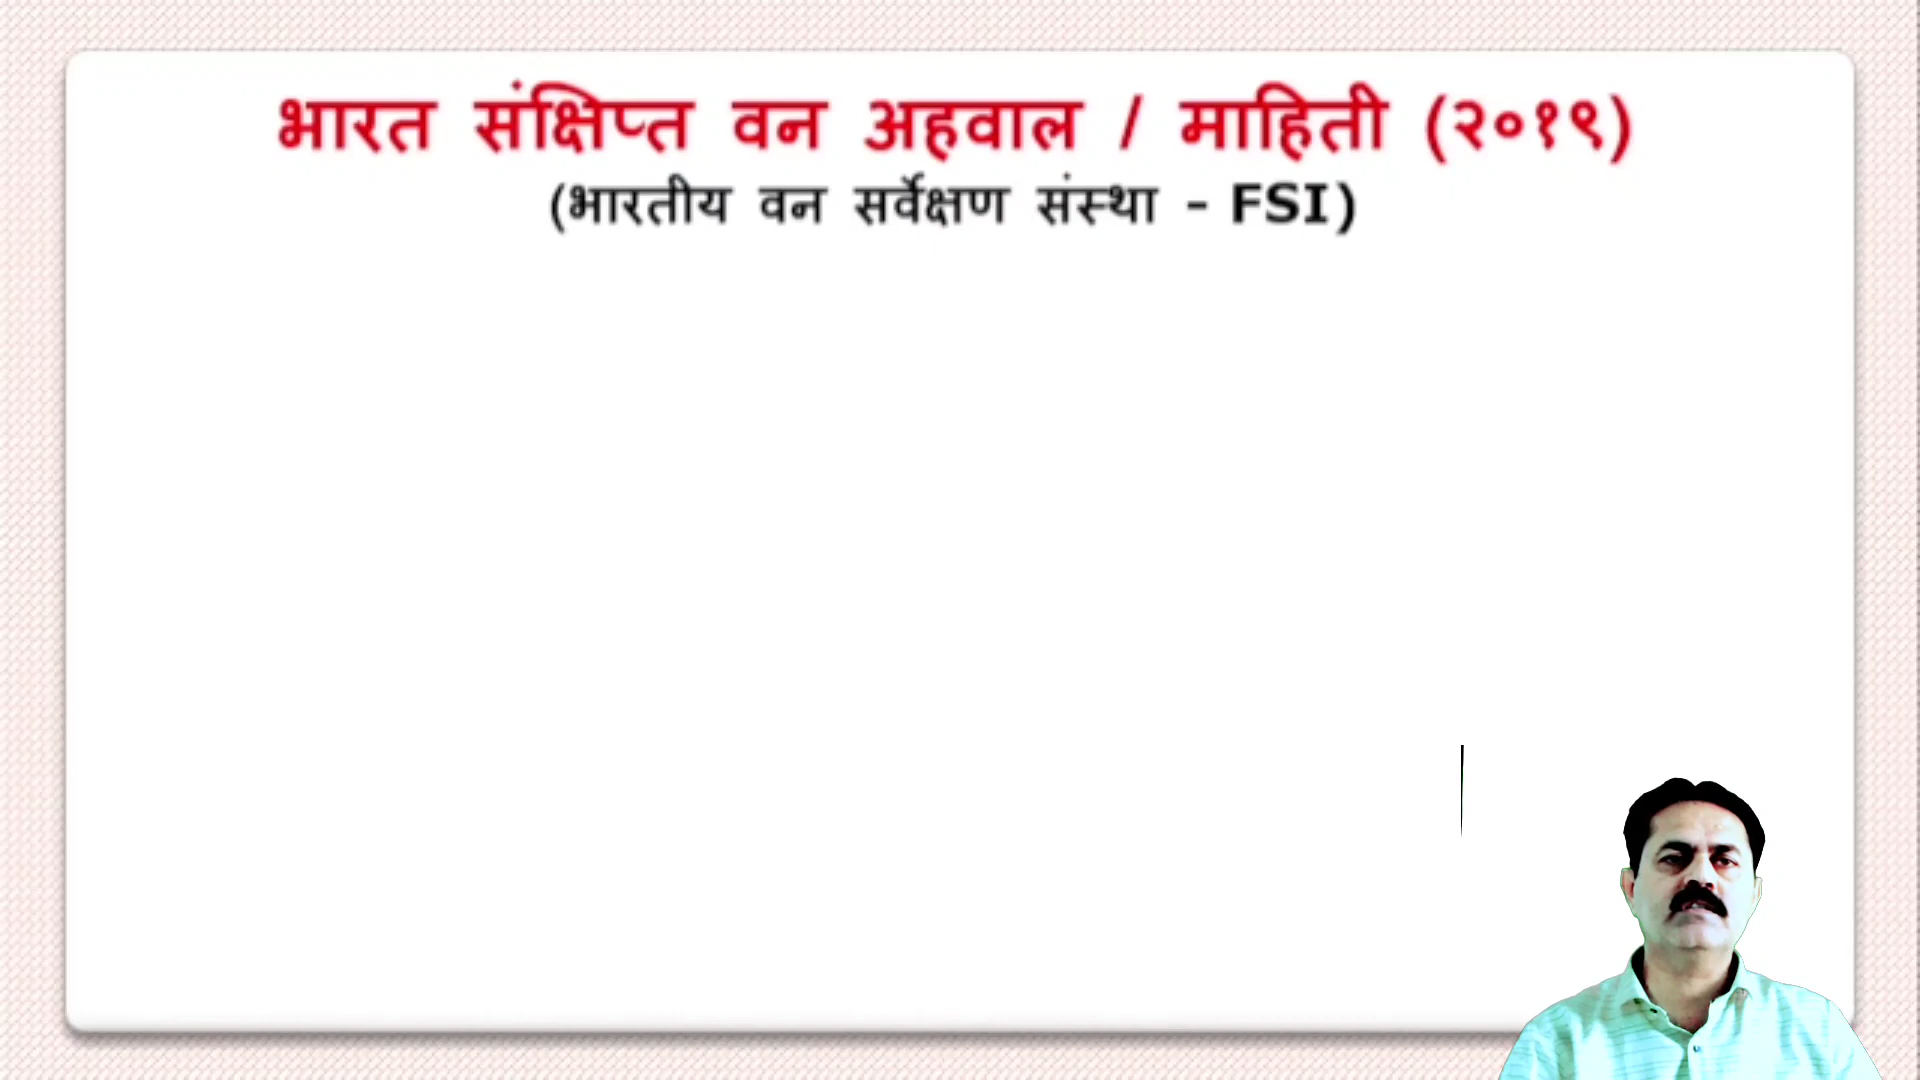 भारत संक्षिप्त वन अहवाल / माहिती (२०१९)
(भारतीय वन सर्वेक्षण संस्था - FSI)